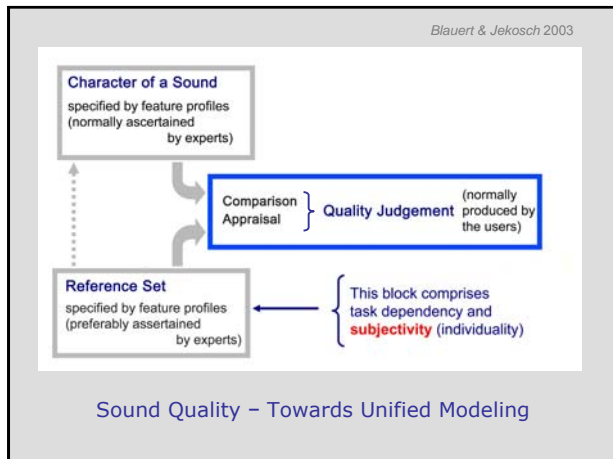 Blauert & Jekosch 2003
Character of a Sound
specified by feature profiles
(normally ascertained
by experts)
Comparison
Appraisal
} Quality Judgement
(normally
produced by
the users)
Reference Set
specified by feature profiles
(preferably assertained
by experts)
{ This block comprises
task dependency and
subjectivity (individuality)
Sound Quality – Towards Unified Modeling